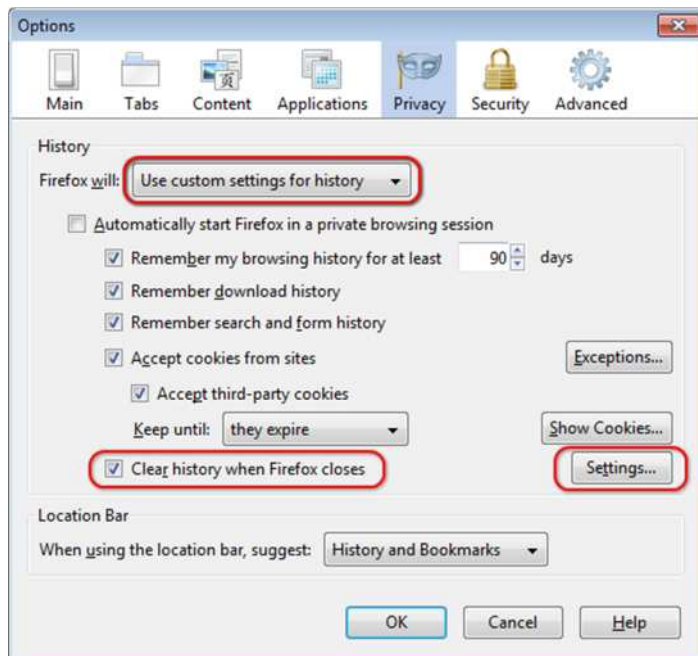 Options
Main Tabs Content Applications Privacy Security Advanced
页
History
Firefox will: Use custom settings for history
Automatically start Firefox in a private browsing session
Remember my browsing history for at least 90 days
Remember download history
Remember search and form history
Accept cookies from sites Exceptions...
Accept third-party cookies
Keep until: they expire Show Cookies...
Clear history when Firefox closes Settings...
Location Bar
When using the location bar, suggest: History and Bookmarks
OK Cancel Help